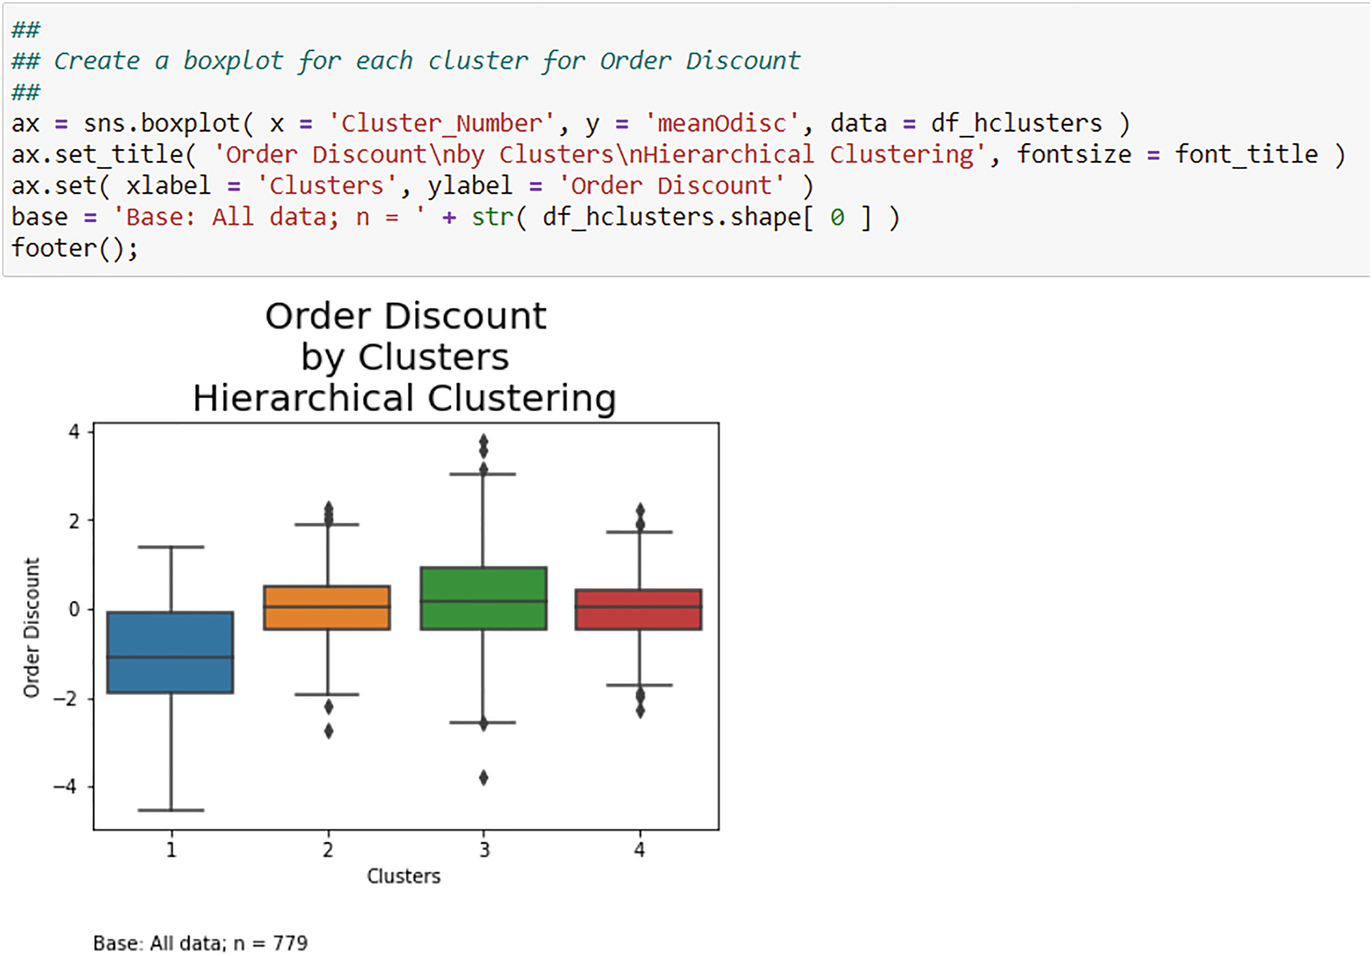 ##
## Create a boxplot for each cluster for Order Discount
##
ax = sns.boxplot( x = 'Cluster_Number', y = 'meanOdisc', data = df_hclusters )
ax.set_title( 'Order Discount\nby Clusters\nHierarchical Clustering', fontsize = font_title )
ax.set( xlabel = 'Clusters', ylabel = 'Order Discount' )
base = 'Base: All data; n = ' + str( df_hclusters.shape[ 0 ] )
footer();
Order Discount
by Clusters
Hierarchical Clustering
4
2
0
−2
−4
Order Discount
1 2 3 4
Clusters
Base: All data; n = 779